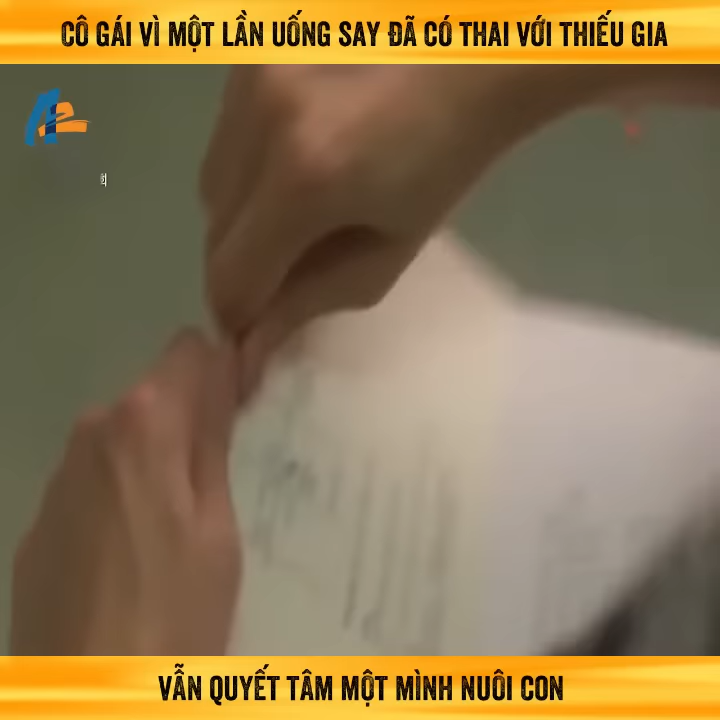 CÔ GÁI VÌ MỘT LẦN UỐNG SAY ĐÃ CÓ THAI VỚI THIẾU GIA
VẪN QUYẾT TÂM MỘT MÌNH NUÔI CON